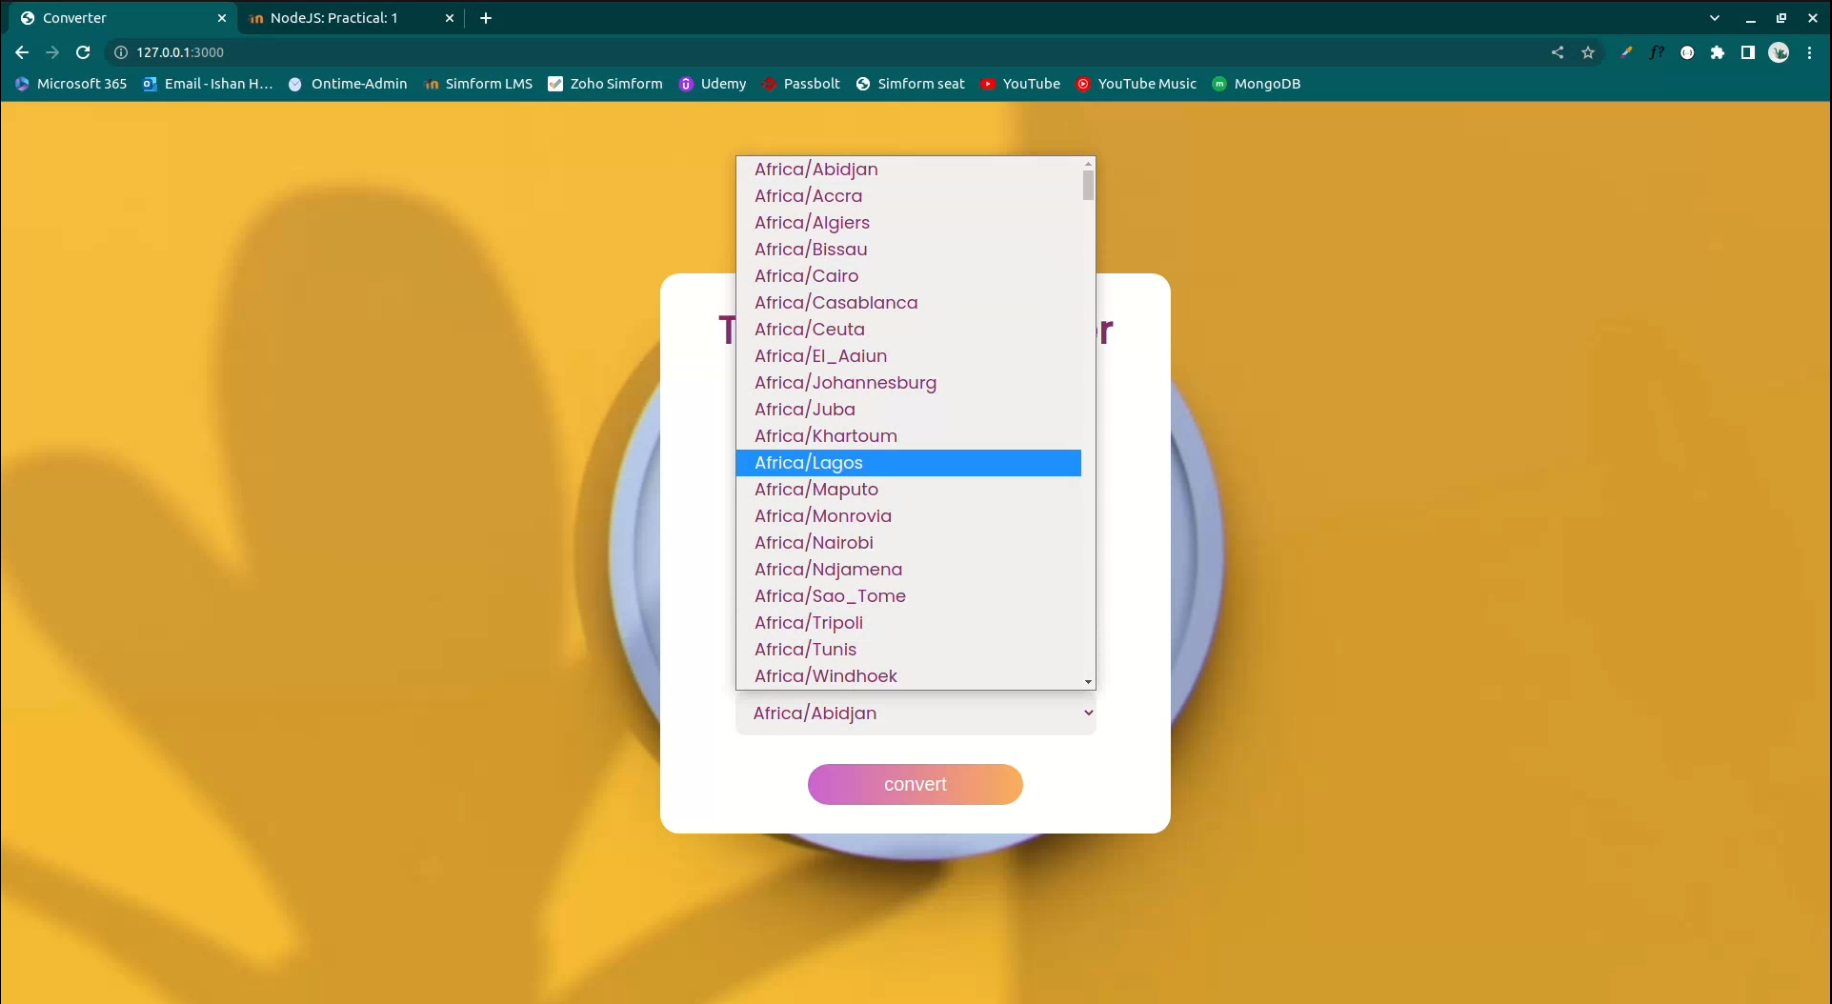 Converter
NodeJS: Practical: 1
127.0.0.1:3000
Microsoft 365
Email - Ishan H...
Ontime-Admin
Simform LMS
Zoho Simform
Udemy
Passbolt
Simform seat
YouTube
YouTube Music
MongoDB
Africa/Abidjan
Africa/Accra
Africa/Algiers
Africa/Bissau
Africa/Cairo
Africa/Casablanca
Africa/Ceuta
Africa/El_Aaiun
Africa/Johannesburg
Africa/Juba
Africa/Khartoum
Africa/Lagos
Africa/Maputo
Africa/Monrovia
Africa/Nairobi
Africa/Ndjamena
Africa/Sao_Tome
Africa/Tripoli
Africa/Tunis
Africa/Windhoek
Africa/Abidjan
convert